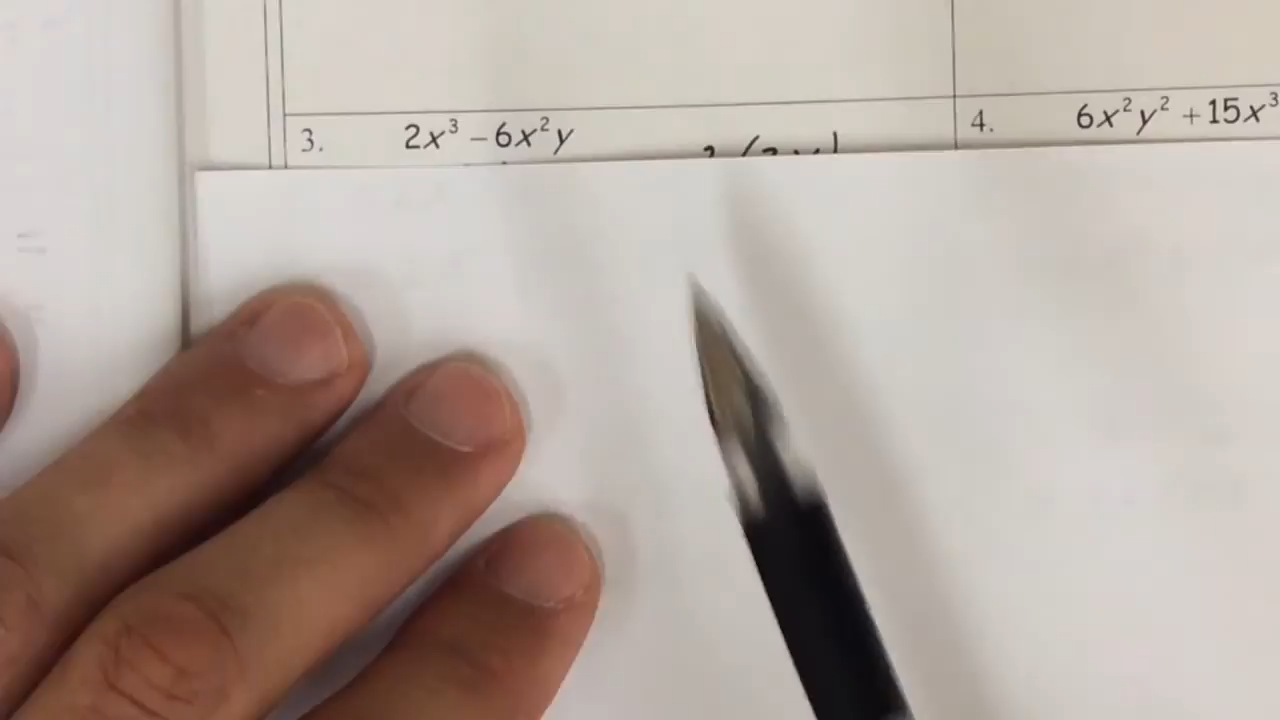 3. 2x³ – 6x²y
4. 6x²y² + 15x³